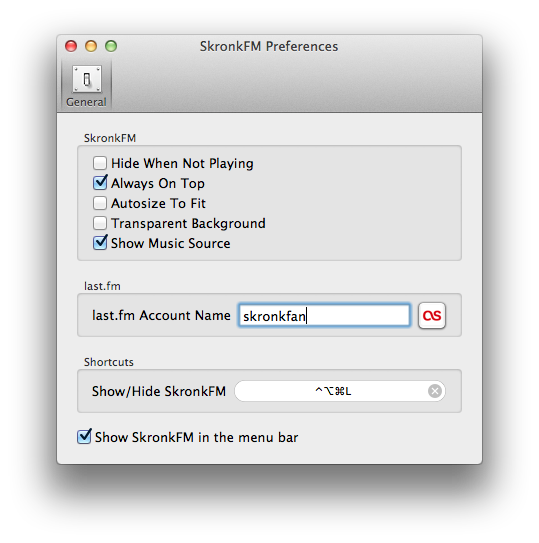 SkronkFM Preferences
General
SkronkFM
Hide When Not Playing
Always On Top
Autosize To Fit
Transparent Background
Show Music Source
last.fm
last.fm Account Name skronkfan
Shortcuts
Show/Hide SkronkFM ^⌥⌘L
Show SkronkFM in the menu bar